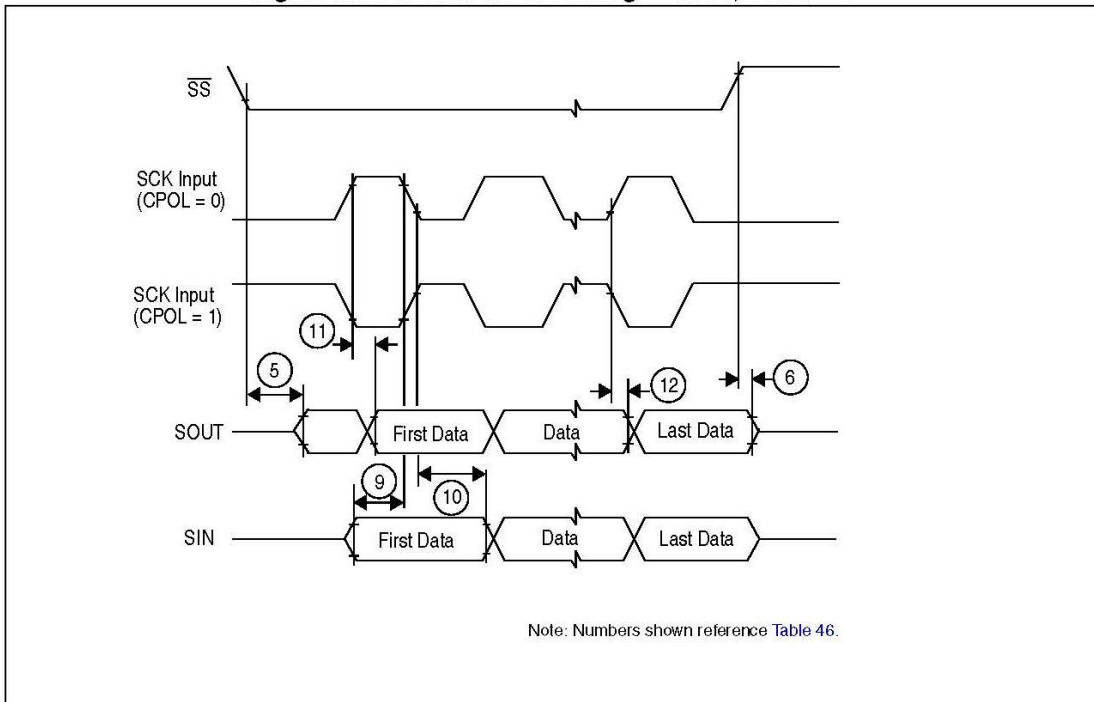 SS
SCK Input
(CPOL = 0)
SCK Input
(CPOL = 1)
11
5
12
6
SOUT
First Data
Data
Last Data
9
10
SIN
First Data
Data
Last Data
Note: Numbers shown reference Table 46.